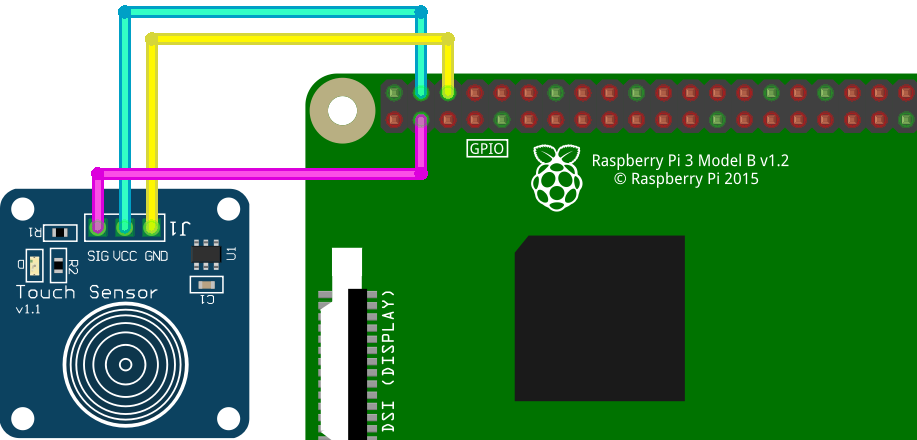 GPIO
Raspberry Pi 3 Model B v1.2
© Raspberry Pi 2015
R1
J1
SIG VCC GND
U1
D
R2
C1
Touch Sensor
v1.1
DSI (DISPLAY)